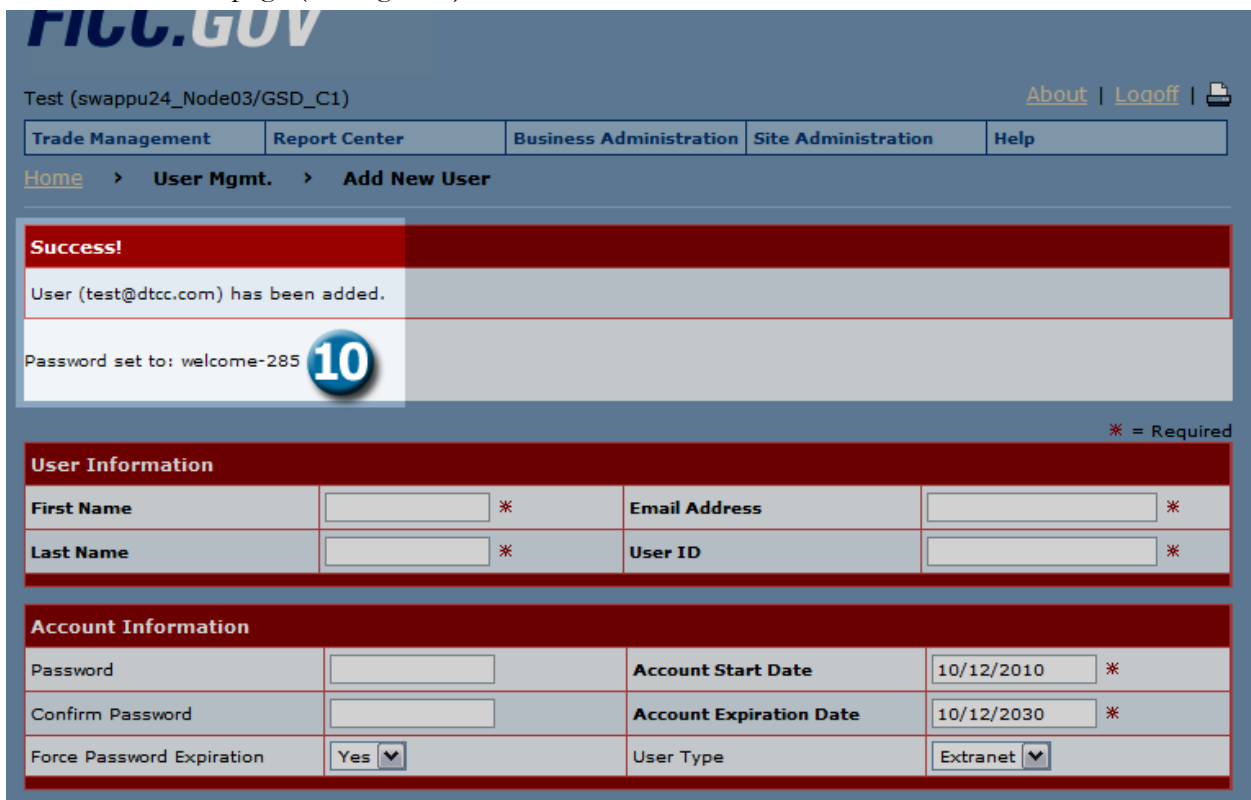 FICC.GOV
Test (swappu24_Node03/GSD_C1) About | Logoff |
Trade Management Report Center Business Administration Site Administration Help
Home > User Mgmt. > Add New User
Success!
User (test@dtcc.com) has been added.
Password set to: welcome-285 10
* = Required
User Information
First Name * Email Address *
Last Name * User ID *
Account Information
Password Account Start Date 10/12/2010 *
Confirm Password Account Expiration Date 10/12/2030 *
Force Password Expiration Yes User Type Extranet